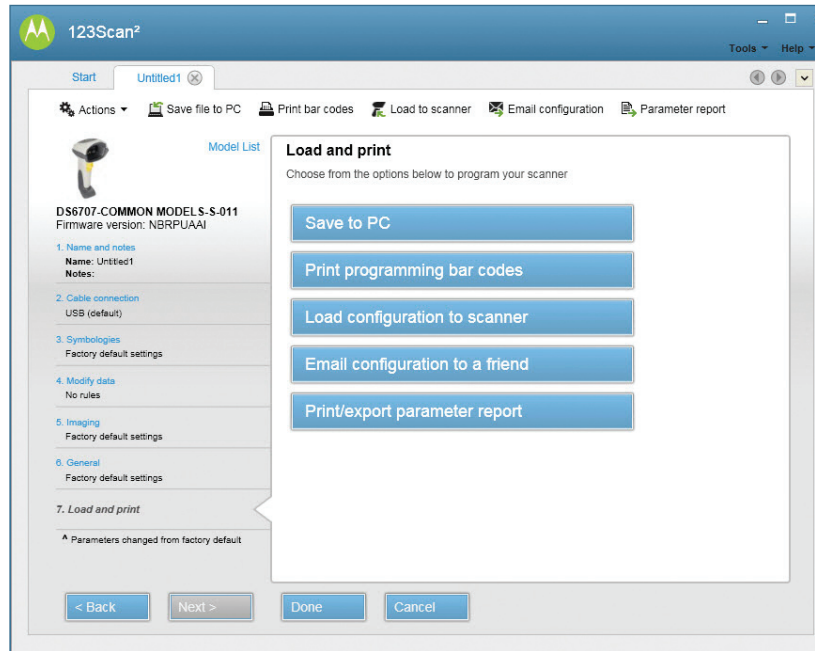 123Scan²
Tools Help
Start Untitled1
Actions Save file to PC Print bar codes Load to scanner Email configuration Parameter report
Model List
DS6707-COMMON MODELS-S-011
Firmware version: NBRPUAAI
1. Name and notes
Name: Untitled1
Notes:
2. Cable connection
USB (default)
3. Symbologies
Factory default settings
4. Modify data
No rules
5. Imaging
Factory default settings
6. General
Factory default settings
7. Load and print
^ Parameters changed from factory default
Load and print
Choose from the options below to program your scanner
Save to PC
Print programming bar codes
Load configuration to scanner
Email configuration to a friend
Print/export parameter report
< Back Next > Done Cancel